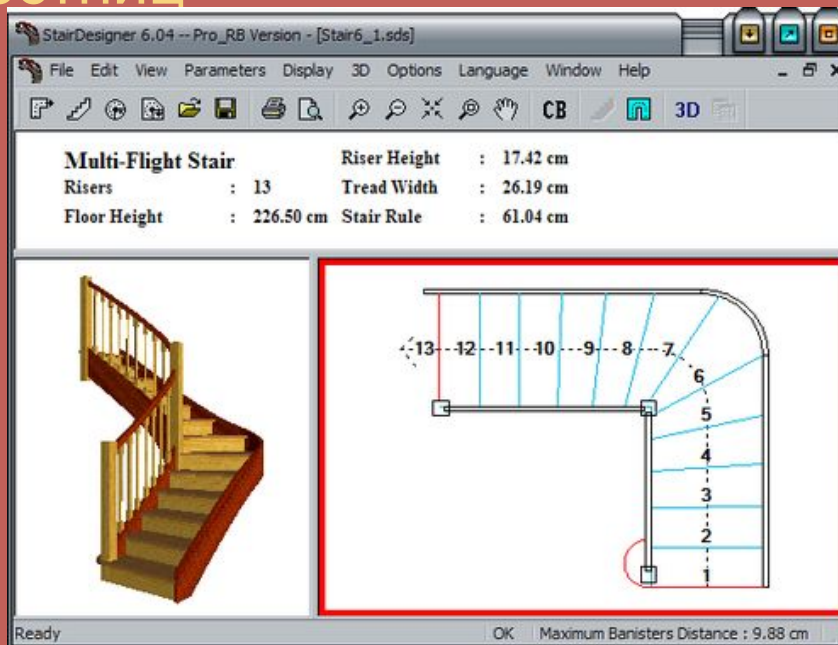 StairDesigner 6.04 -- Pro_RB Version - [Stair6_1.sds]
File Edit View Parameters Display 3D Options Language Window Help
CB 3D
Multi-Flight Stair
Risers : 13
Floor Height : 226.50 cm
Riser Height : 17.42 cm
Tread Width : 26.19 cm
Stair Rule : 61.04 cm
13 12 11 10 9 8 7
6
5
4
3
2
1
Ready OK Maximum Banisters Distance : 9.88 cm